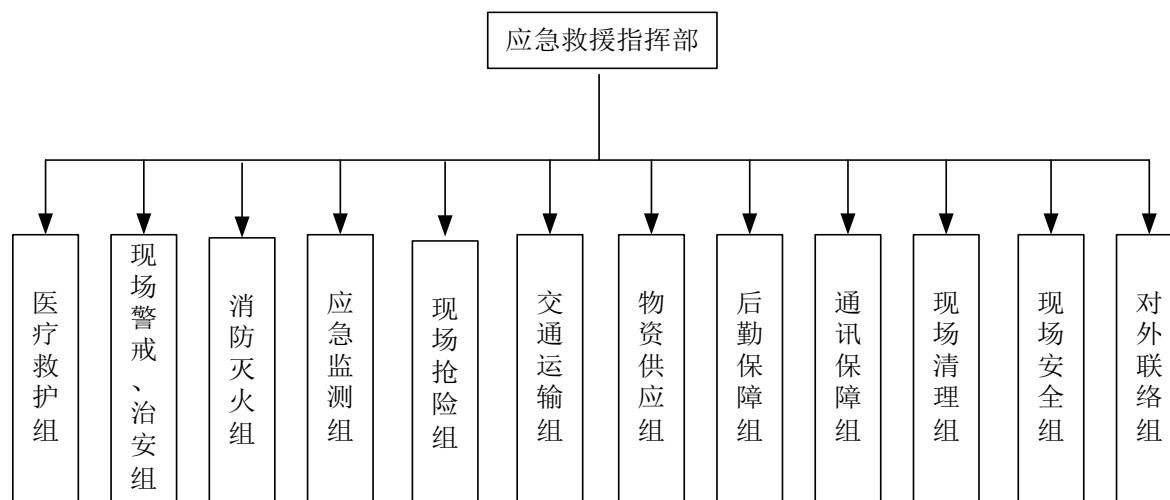 应急救援指挥部
医疗救护组
现场警戒、治安组
消防灭火组
应急监测组
现场抢险组
交通运输组
物资供应组
后勤保障组
通讯保障组
现场清理组
现场安全组
对外联络组